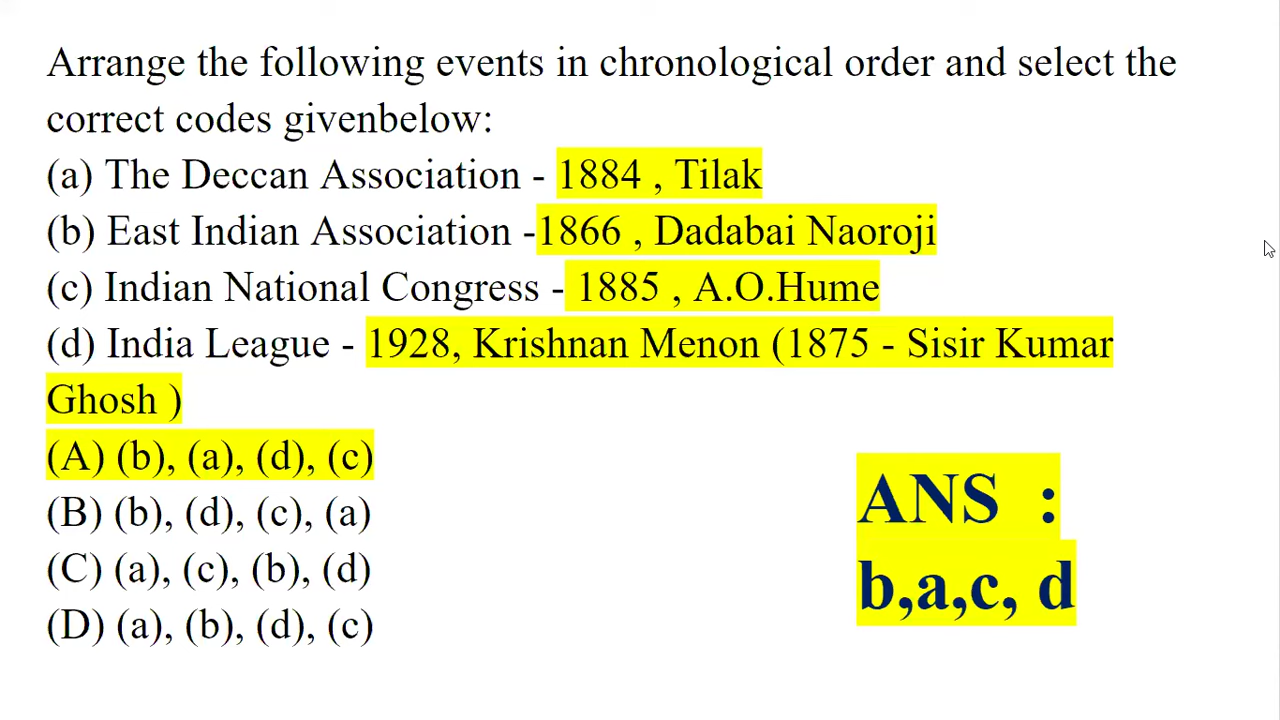 Arrange the following events in chronological order and select the
correct codes givenbelow:
(a) The Deccan Association - 1884 , Tilak
(b) East Indian Association -1866 , Dadabai Naoroji
(c) Indian National Congress - 1885 , A.O.Hume
(d) India League - 1928, Krishnan Menon (1875 - Sisir Kumar
Ghosh )
(A) (b), (a), (d), (c)
(B) (b), (d), (c), (a)
(C) (a), (c), (b), (d)
(D) (a), (b), (d), (c)
ANS :
b,a,c, d